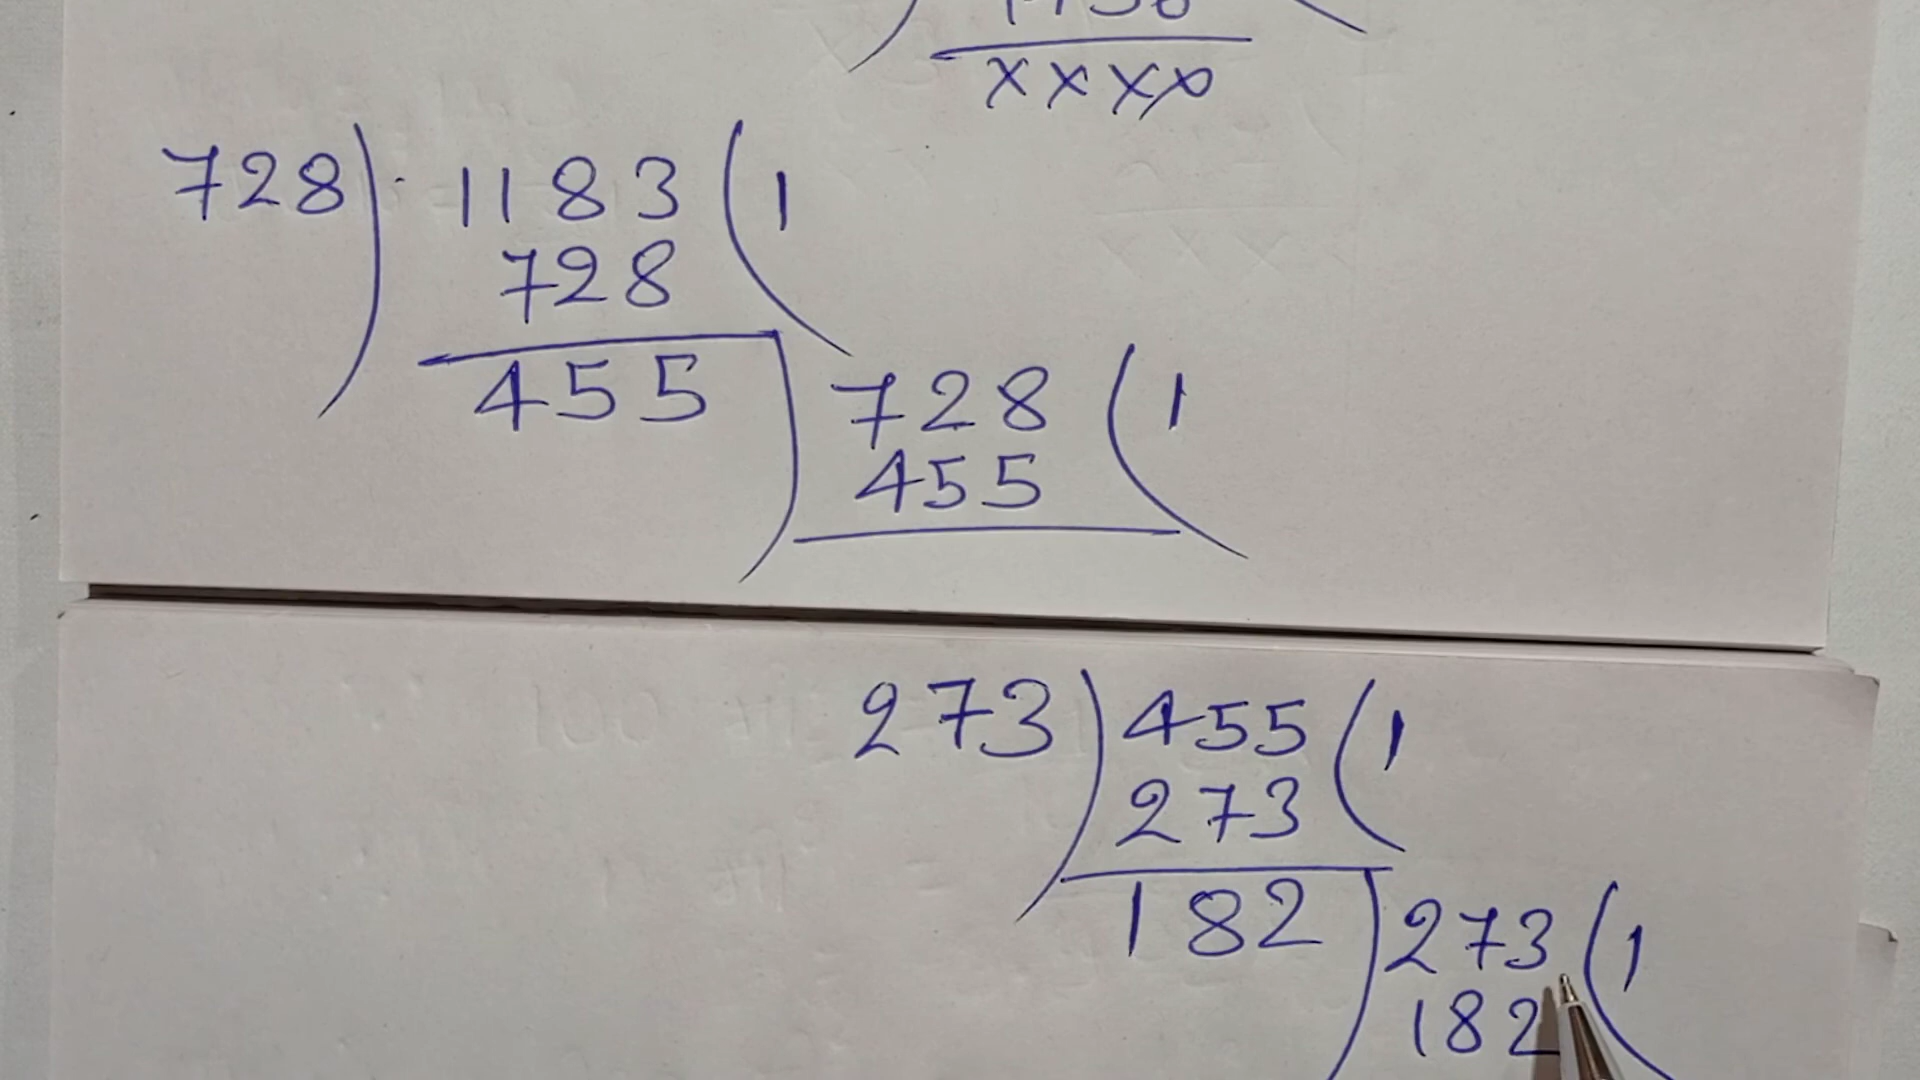 x x x x
728 ) 1183 ( 1
728
455 ) 728 ( 1
455
273 ) 455 ( 1
273
182 ) 273 ( 1
182